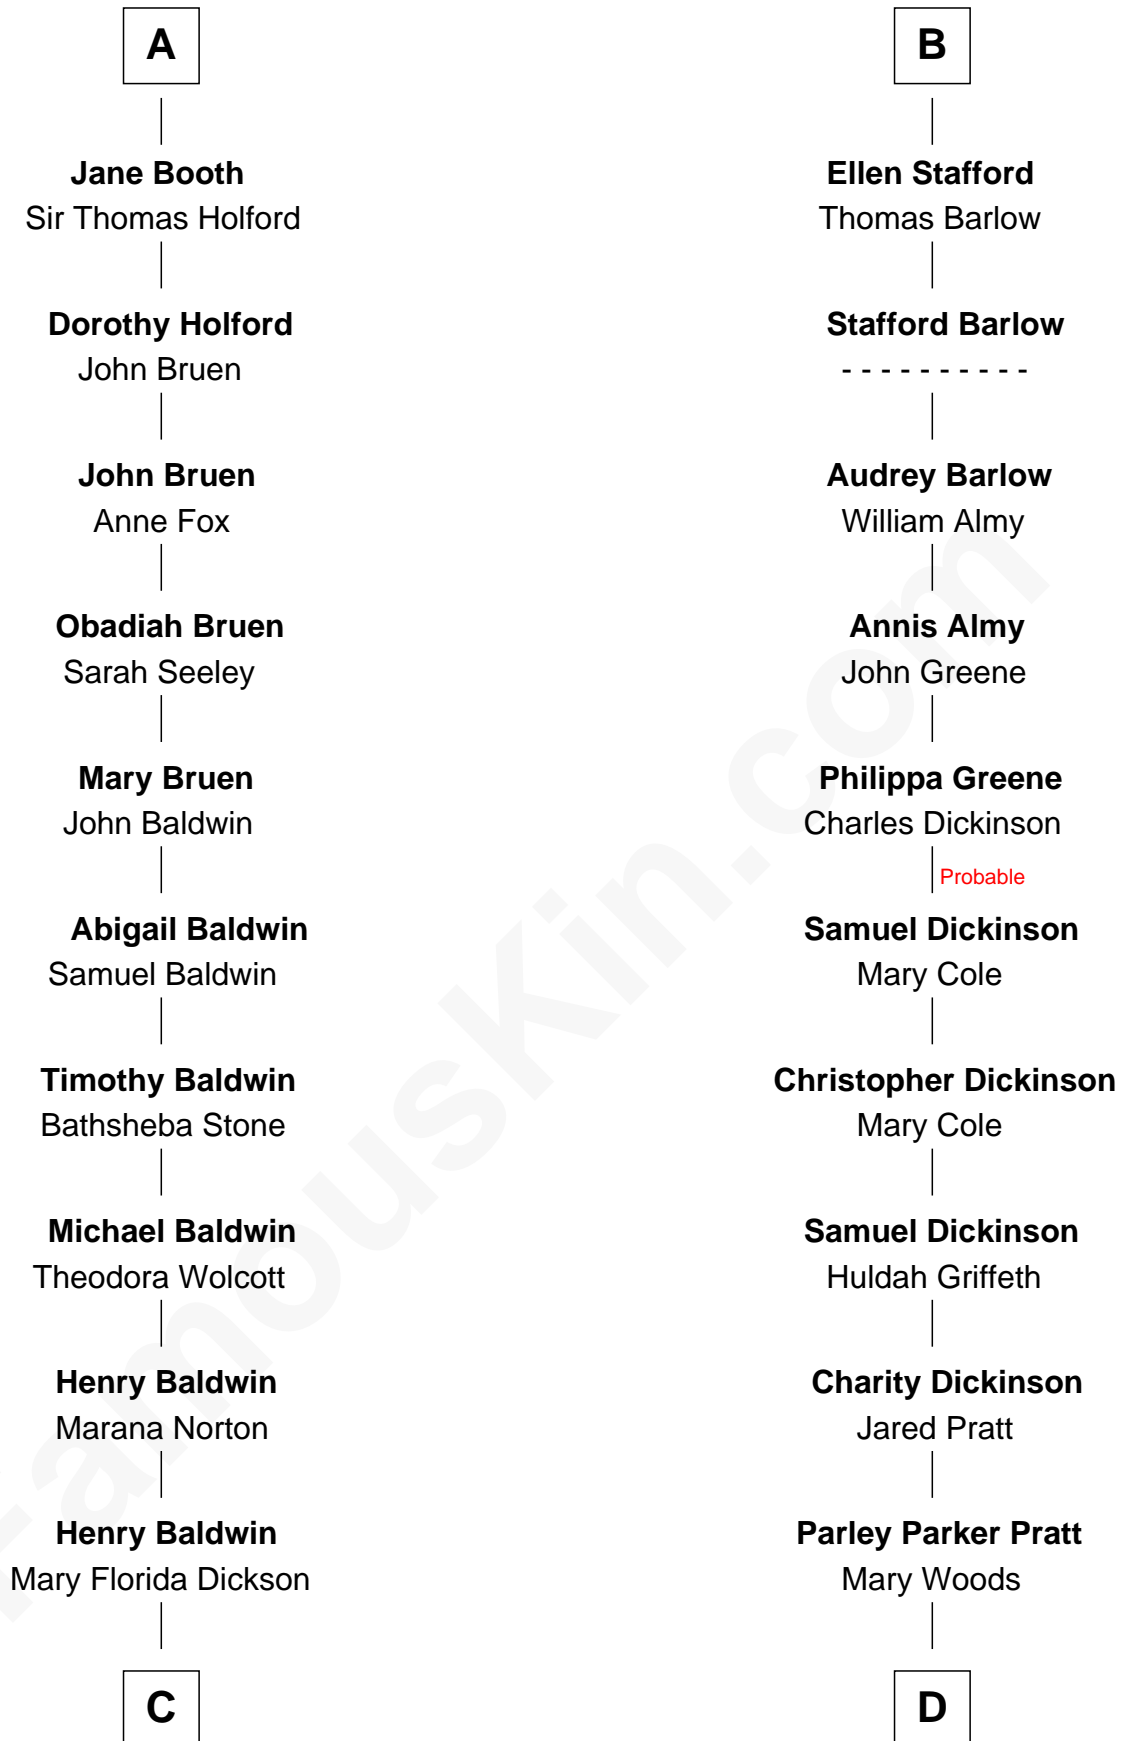 A
Jane Booth
Sir Thomas Holford
Dorothy Holford
John Bruen
John Bruen
Anne Fox
Obadiah Bruen
Sarah Seeley
Mary Bruen
John Baldwin
Abigail Baldwin
Samuel Baldwin
Timothy Baldwin
Bathsheba Stone
Michael Baldwin
Theodora Wolcott
Henry Baldwin
Marana Norton
Henry Baldwin
Mary Florida Dickson
C
B
Ellen Stafford
Thomas Barlow
Stafford Barlow
- - - - - - - - - -
Audrey Barlow
William Almy
Annis Almy
John Greene
Philippa Greene
Charles Dickinson
Probable
Samuel Dickinson
Mary Cole
Christopher Dickinson
Mary Cole
Samuel Dickinson
Huldah Griffeth
Charity Dickinson
Jared Pratt
Parley Parker Pratt
Mary Woods
D
FamousKin.com